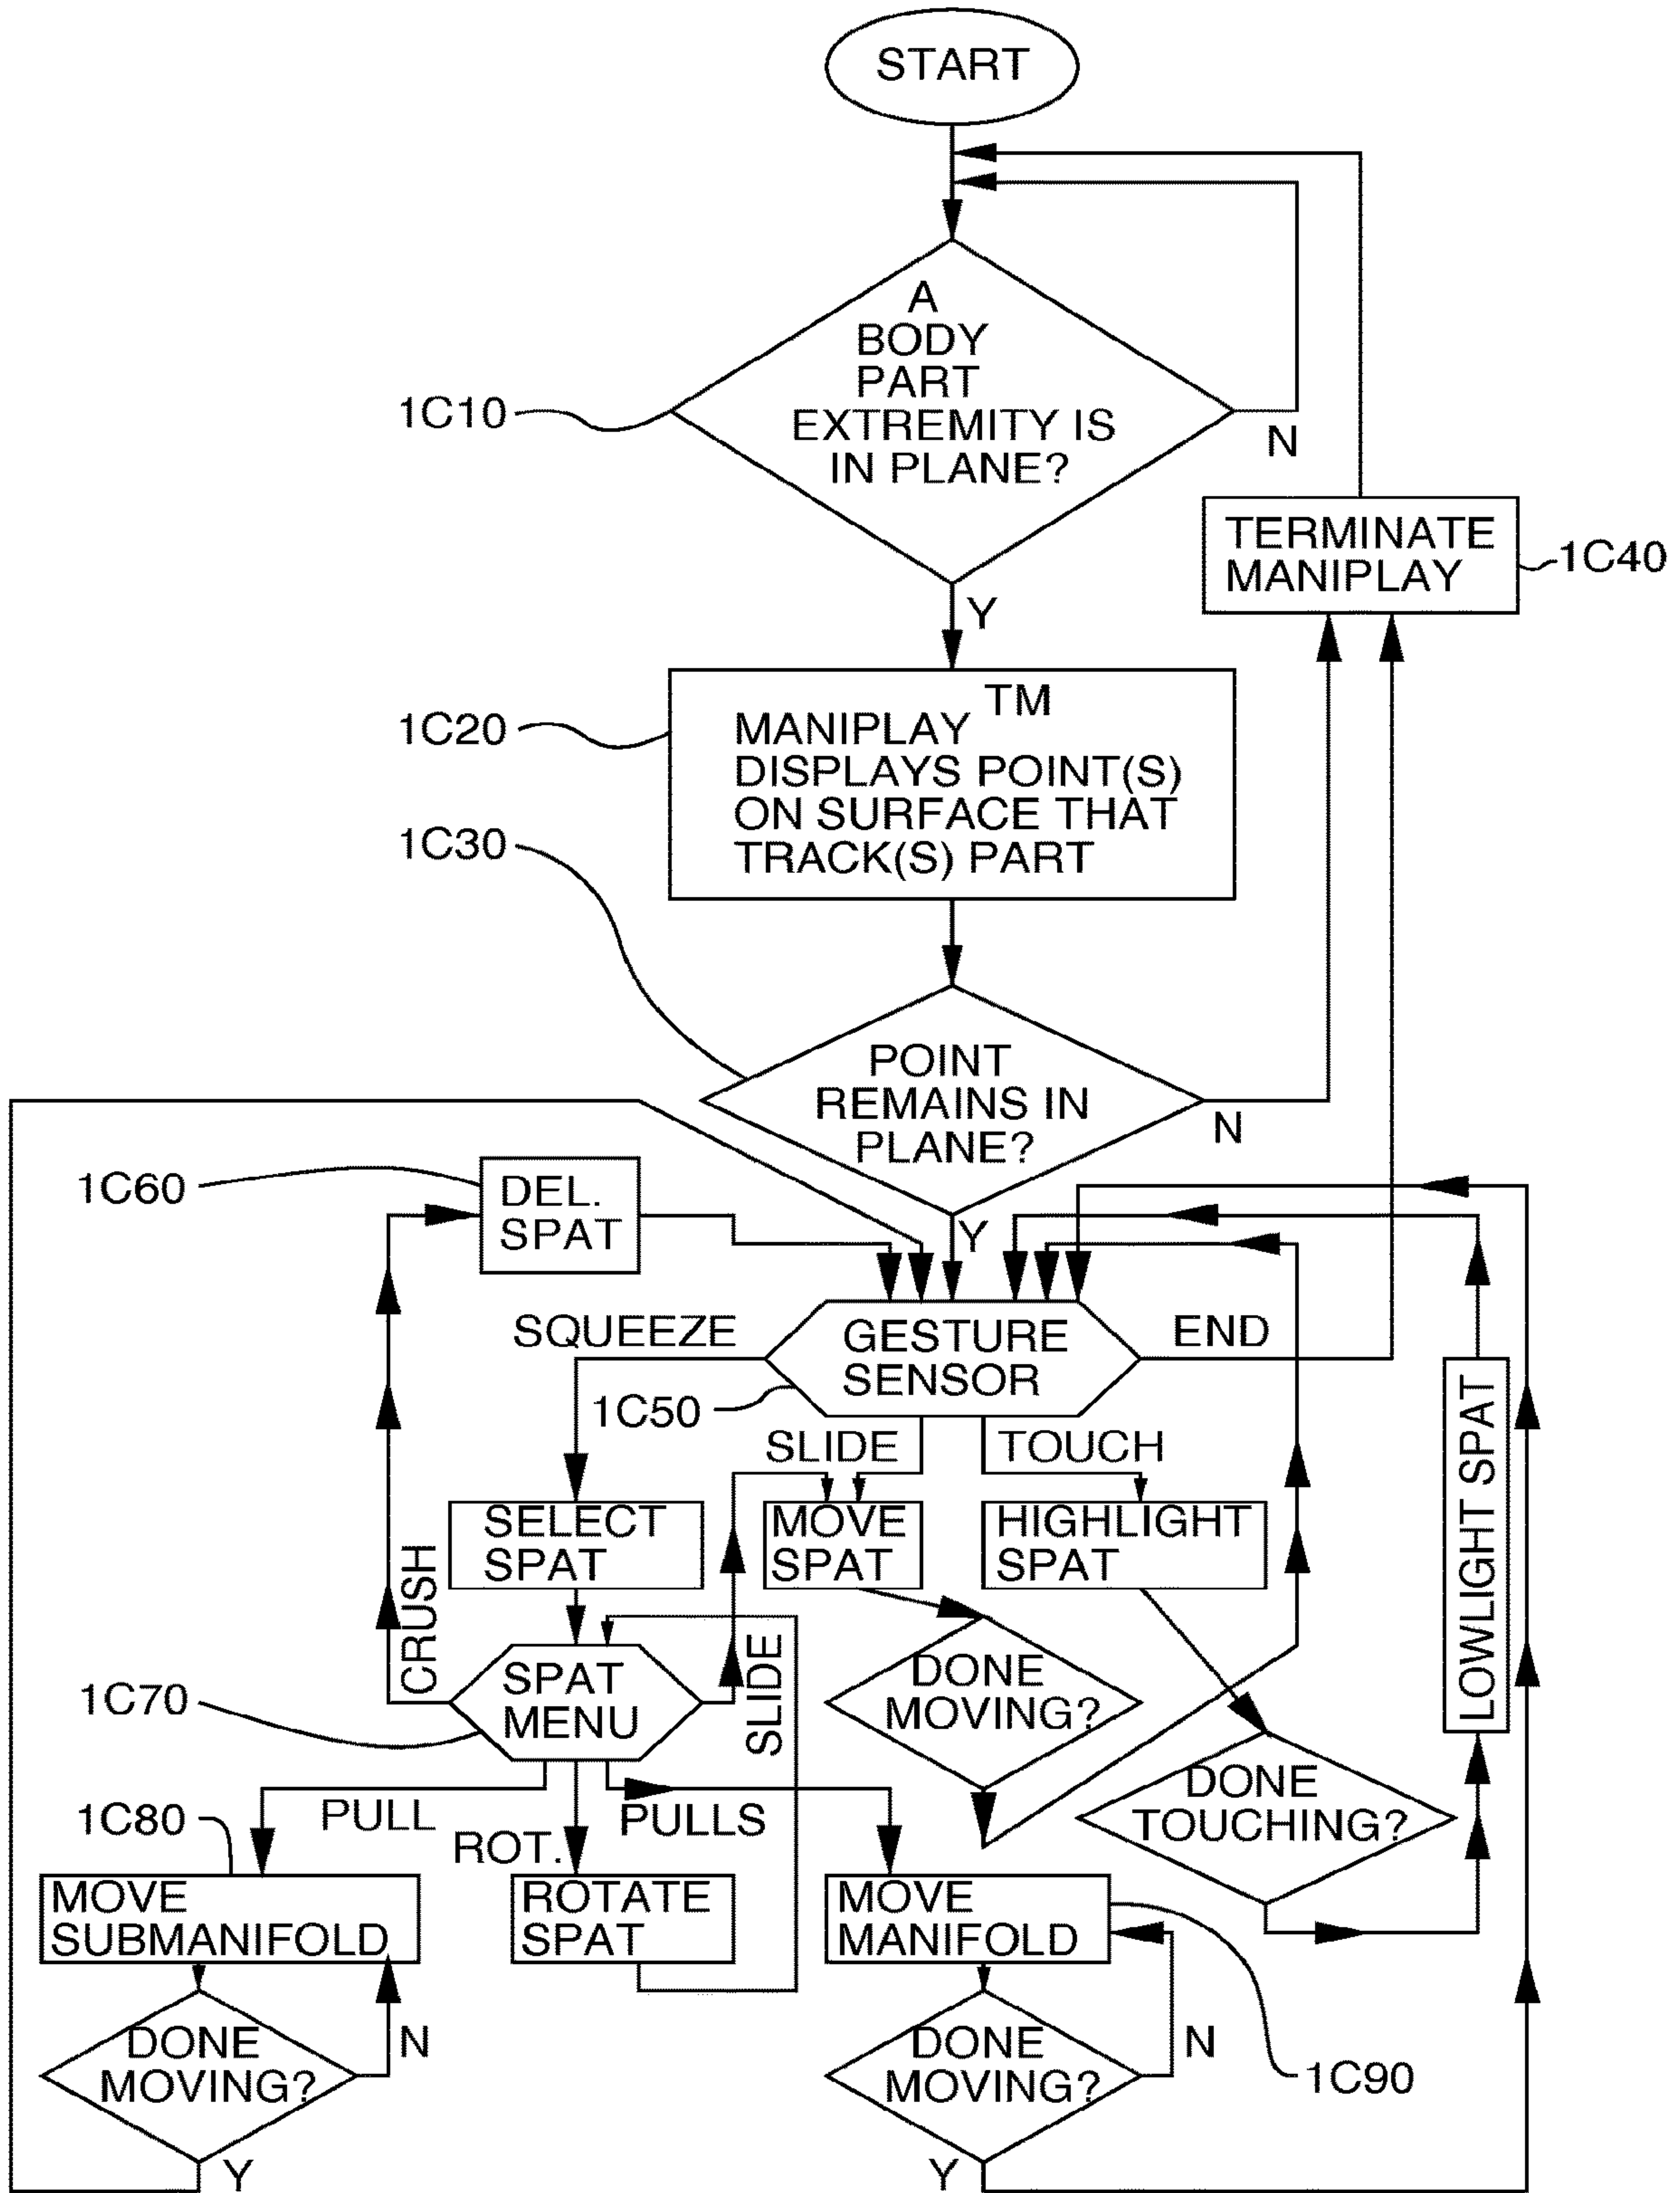 START
A
BODY
PART
EXTREMITY IS
IN PLANE?
1C10
N
TERMINATE
MANIPLAY
1C40
Y
TM
1C20
MANIPLAY
DISPLAYS POINT(S)
ON SURFACE THAT
TRACK(S) PART
1C30
POINT
REMAINS IN
PLANE?
N
1C60
DEL.
SPAT
Y
SQUEEZE
GESTURE
SENSOR
END
1C50
SLIDE
TOUCH
LOWLIGHT SPAT
SELECT
SPAT
MOVE
SPAT
HIGHLIGHT
SPAT
CRUSH
SPAT
MENU
1C70
SLIDE
DONE
MOVING?
DONE
TOUCHING?
1C80
PULL
ROT.
PULLS
MOVE
SUBMANIFOLD
ROTATE
SPAT
MOVE
MANIFOLD
DONE
MOVING?
N
DONE
MOVING?
N
1C90
Y
Y